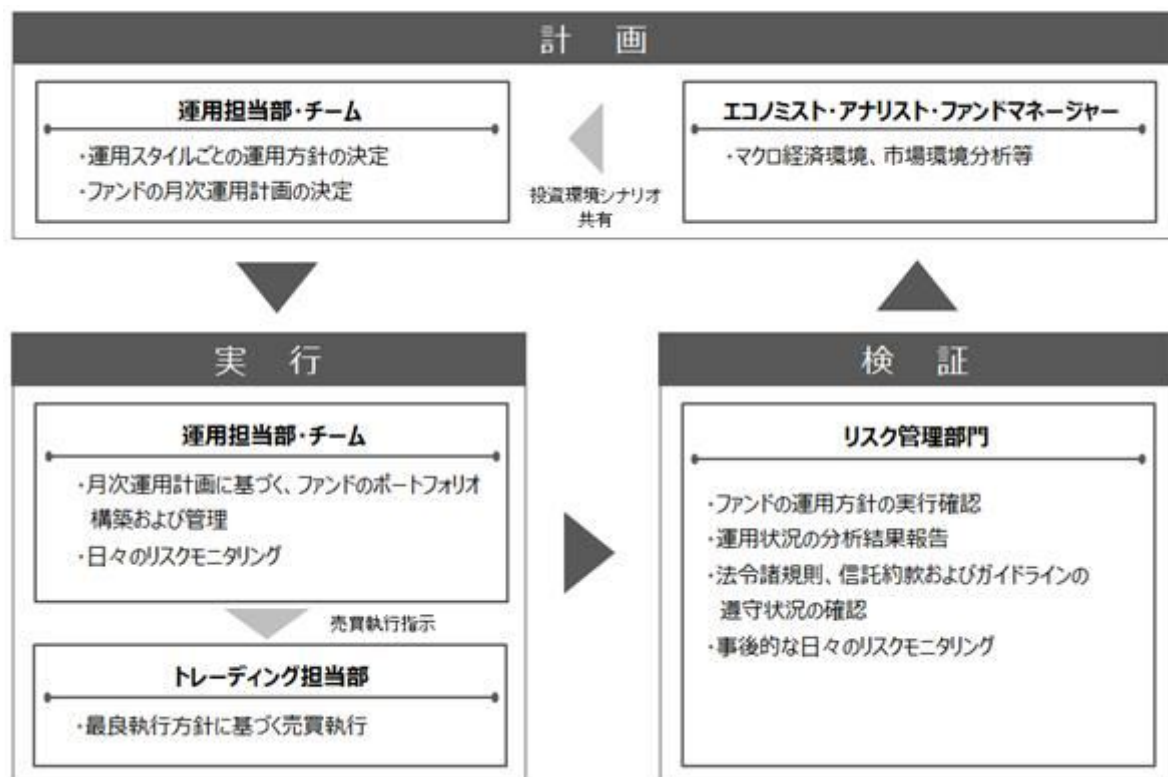 計 画
運用担当部・チーム
・運用スタイルごとの運用方針の決定
・ファンドの月次運用計画の決定
投資環境シナリオ
共有
エコノミスト・アナリスト・ファンドマネージャー
・マクロ経済環境、市場環境分析等
実 行
運用担当部・チーム
・月次運用計画に基づく、ファンドのポートフォリオ
構築および管理
・日々のリスクモニタリング
売買執行指示
トレーディング担当部
・最良執行方針に基づく売買執行
検 証
リスク管理部門
・ファンドの運用方針の実行確認
・運用状況の分析結果報告
・法令諸規則、信託約款およびガイドラインの
遵守状況の確認
・事後的な日々のリスクモニタリング